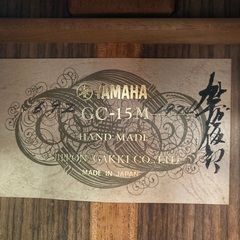 YAMAHA
GC-15M
HAND MADE
NIPPON GAKKI CO., LTD.
MADE IN JAPAN